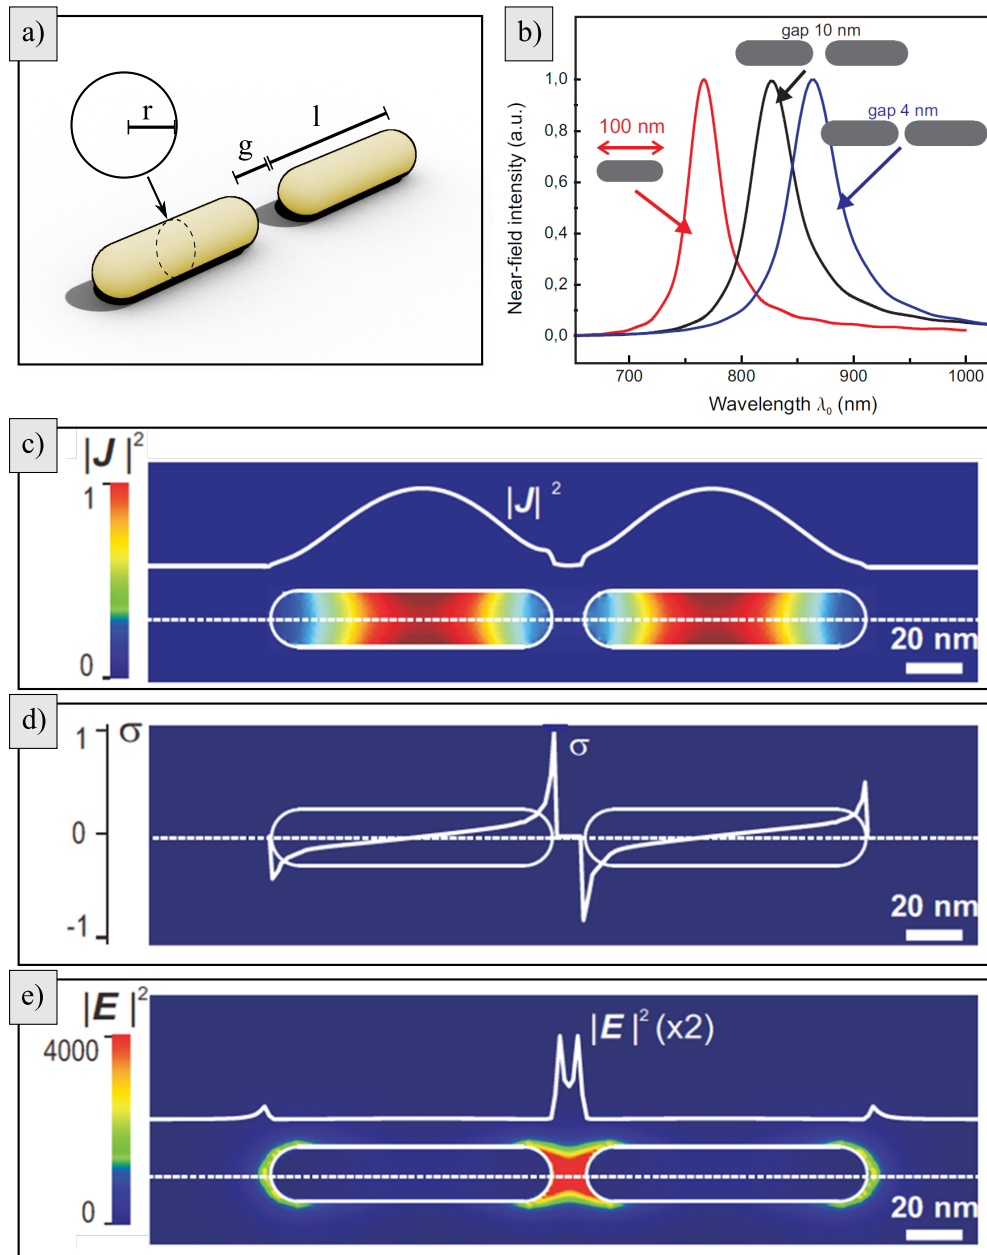 a)
r
g
l
b)
Near-field intensity (a.u.)
1,0
0,8
0,6
0,4
0,2
0,0
700
800
900
1000
Wavelength λ₀ (nm)
gap 10 nm
gap 4 nm
100 nm
c)
|J|²
1
0
|J|²
20 nm
d)
σ
1
0
-1
σ
20 nm
e)
|E|²
4000
0
|E|² (x2)
20 nm